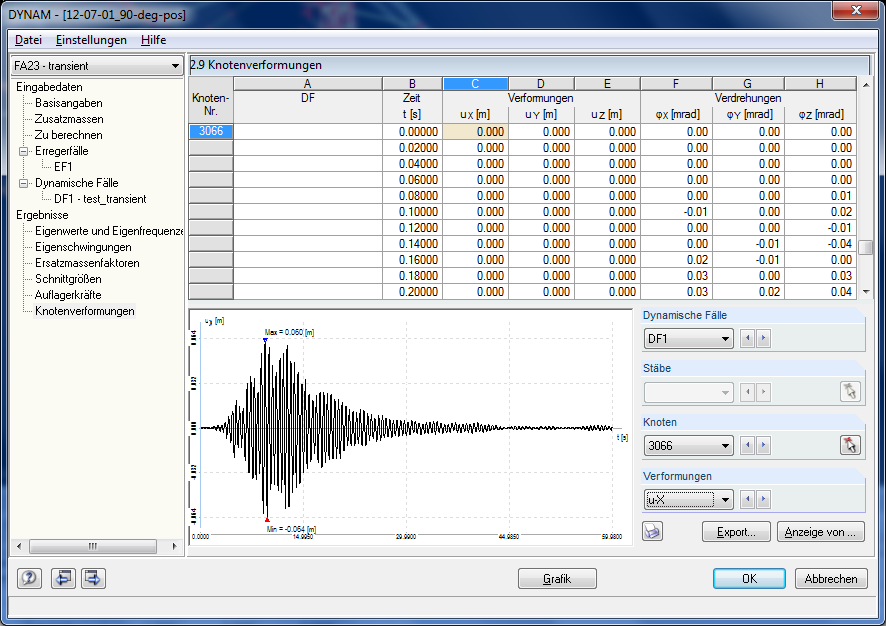 DYNAM - [12-07-01_90-deg-pos]
Datei Einstellungen Hilfe
FA23 - transient
Eingabedaten
Basisangaben
Zusatzmassen
Zu berechnen
Erregerfälle
EF1
Dynamische Fälle
DF1 - test_transient
Ergebnisse
Eigenwerte und Eigenfrequenze
Eigenschwingungen
Ersatzmassenfaktoren
Schnittgrößen
Auflagerkräfte
Knotenverformungen
2.9 Knotenverformungen
A B C D E F G H
Knoten- DF Zeit Verformungen Verdrehungen
Nr. t [s] uX [m] uY [m] uZ [m] φX [mrad] φY [mrad] φZ [mrad]
3066 0.00000 0.000 0.000 0.000 0.00 0.00 0.00
0.02000 0.000 0.000 0.000 0.00 0.00 0.00
0.04000 0.000 0.000 0.000 0.00 0.00 0.00
0.06000 0.000 0.000 0.000 0.00 0.00 0.00
0.08000 0.000 0.000 0.000 0.00 0.00 0.01
0.10000 0.000 0.000 0.000 -0.01 0.00 0.02
0.12000 0.000 0.000 0.000 0.00 0.00 -0.01
0.14000 0.000 0.000 0.000 0.00 -0.01 -0.04
0.16000 0.000 0.000 0.000 0.02 -0.01 0.00
0.18000 0.000 0.000 0.000 0.03 0.00 0.03
0.20000 0.000 0.000 0.000 0.03 0.02 0.04
Max = 0.060 [m]
0.064
0.032
0.000
t [s]
-0.032
-0.064
Min = -0.064 [m]
0.0000 14.9950 29.9900 44.9850 59.9800
Dynamische Fälle
DF1
Stäbe
Knoten
3066
Verformungen
u-X
Export... Anzeige von ...
Grafik OK Abbrechen